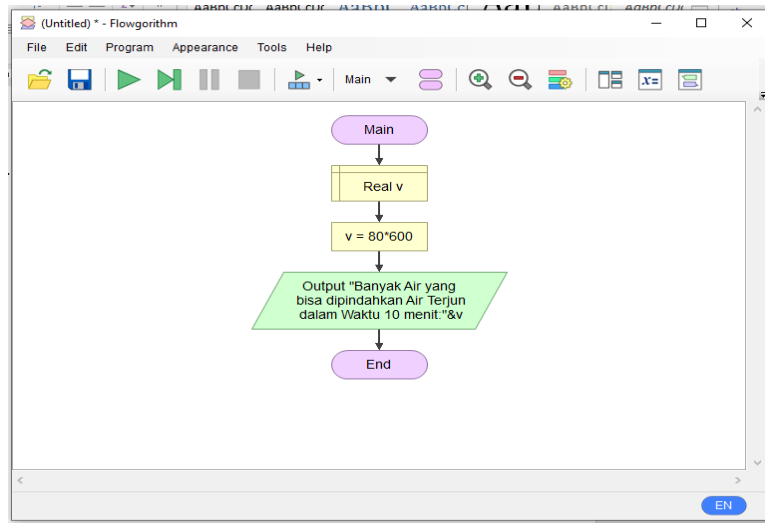 (Untitled) * - Flowgorithm
File Edit Program Appearance Tools Help
Main x=
Main
Real v
v = 80*600
Output "Banyak Air yang
bisa dipindahkan Air Terjun
dalam Waktu 10 menit:"&v
End
EN